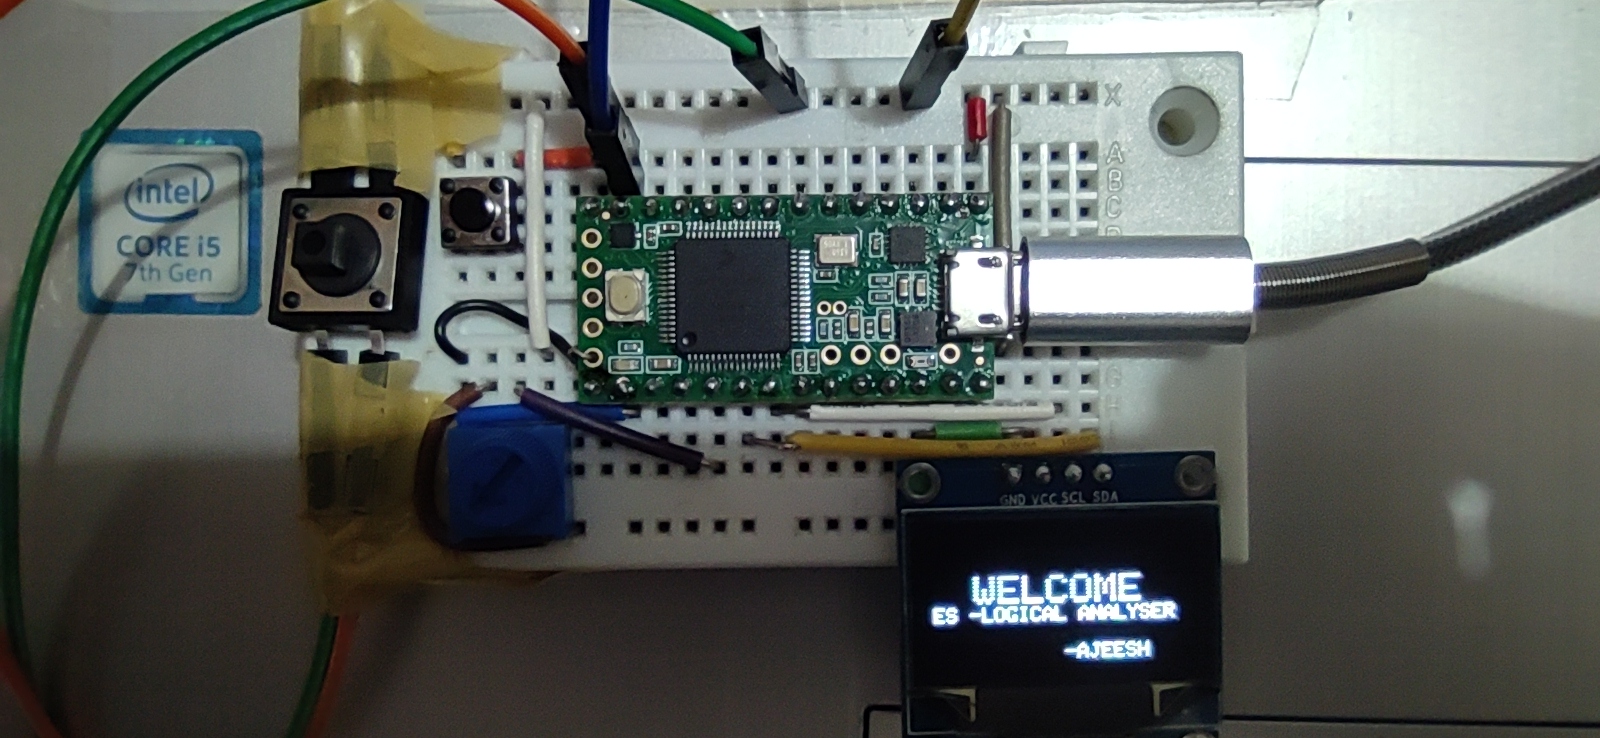 WELCOME
ES -LOGICAL ANALYSER
-AJEESH
GND VCC SCL SDA
X
A B C D
G H
intel
CORE i5
7th Gen